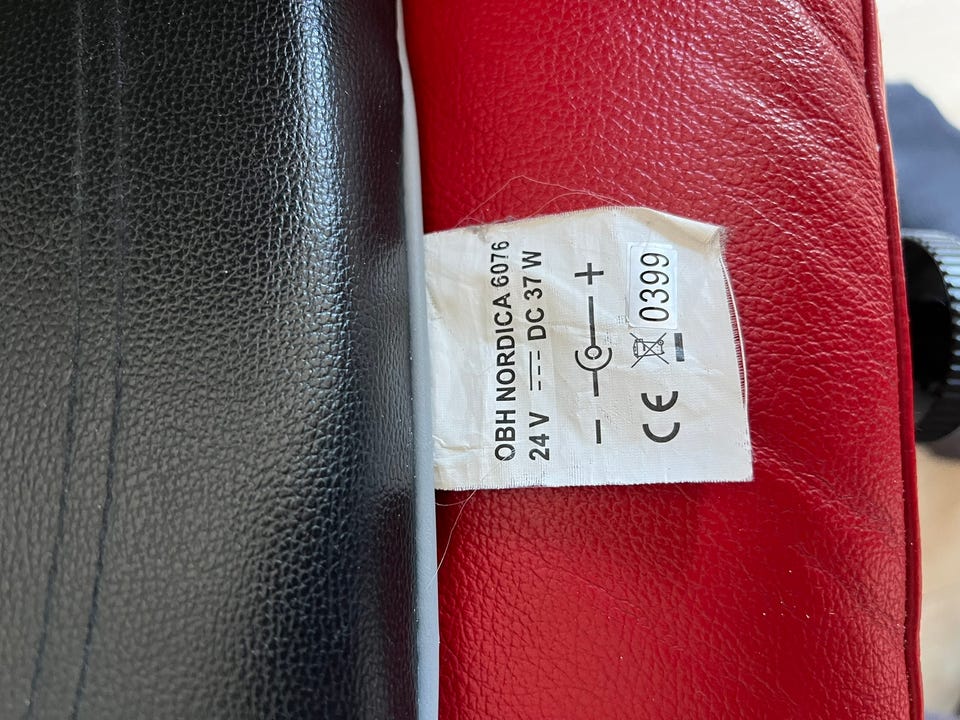 OBH NORDICA 6076
24 V DC 37 W
- +
CE 0399